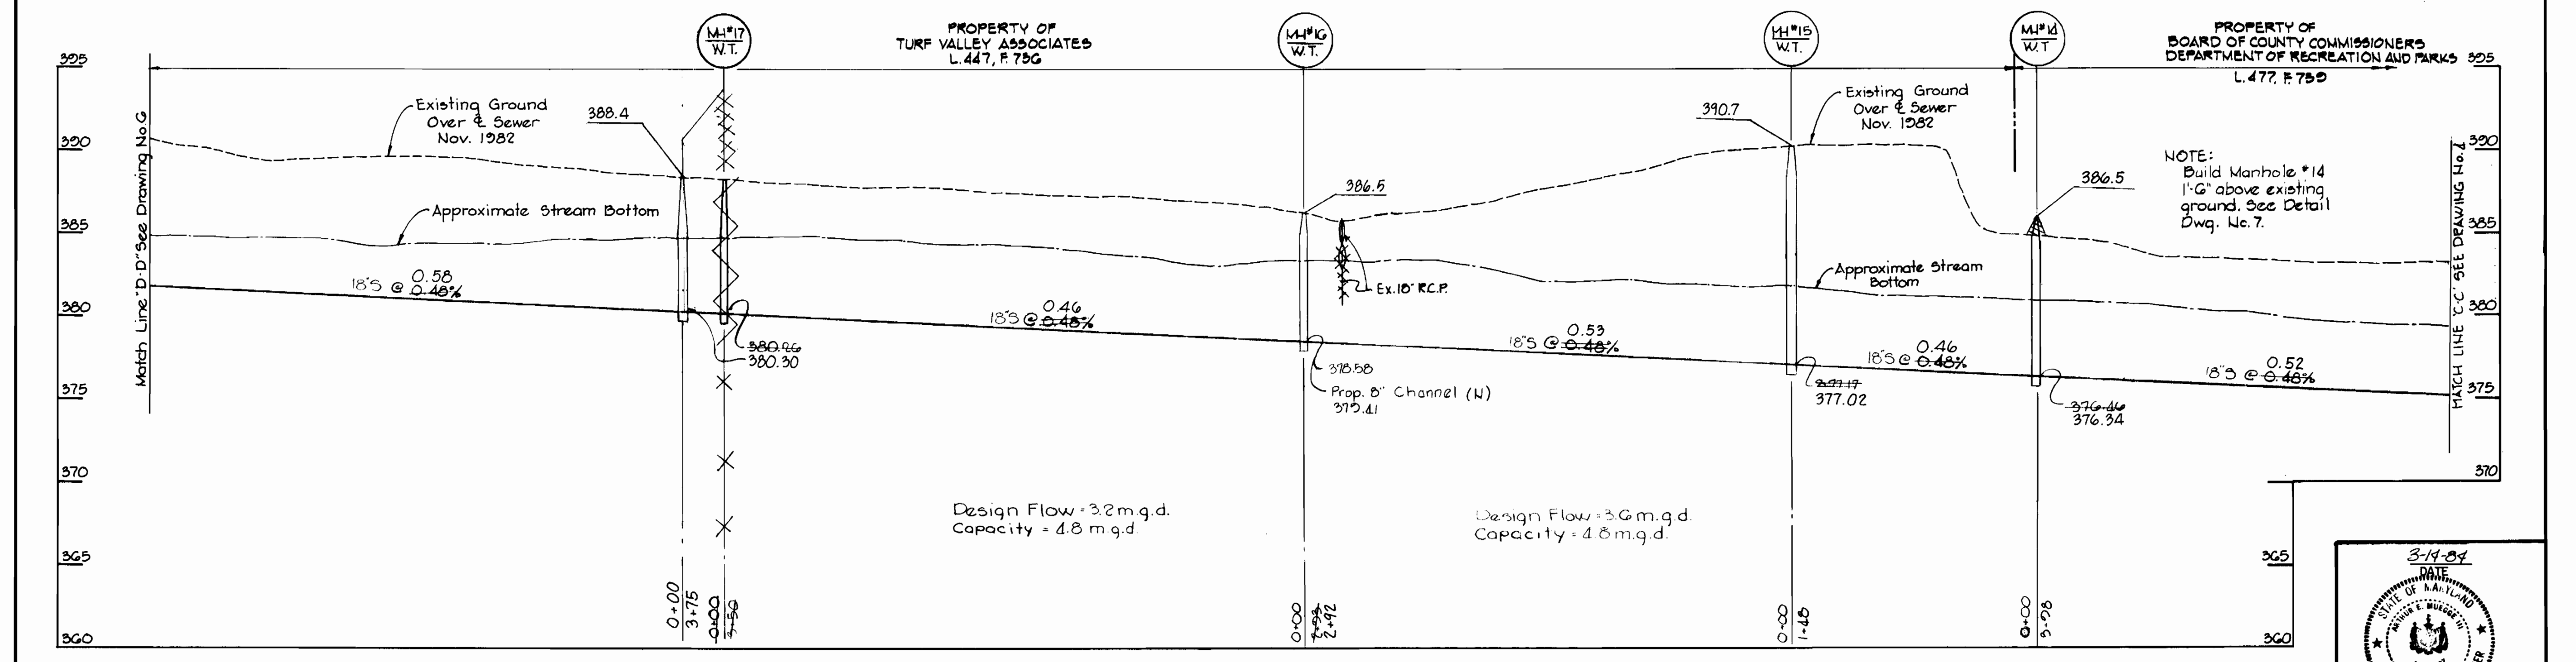 MH#17
W.T.
PROPERTY OF
TURF VALLEY ASSOCIATES
L.447, F.736
MH#16
W.T.
MH#15
W.T.
MH#14
W.T
PROPERTY OF
BOARD OF COUNTY COMMISSIONERS
DEPARTMENT OF RECREATION AND PARKS
L.477, F.739
395
390
385
380
375
370
365
360
395
390
385
380
375
370
365
360
Match Line "D-D" See Drawing No 6
Existing Ground
Over ℄ Sewer
Nov. 1982
388.4
Approximate Stream Bottom
0.58
18"S @ 0.48%
380.26
380.30
0.46
18"S @ 0.48%
386.5
Ex.18" R.C.P.
378.58
Prop. 8" Channel (N)
379.41
0.53
18"S @ 0.48%
390.7
Existing Ground
Over ℄ Sewer
Nov. 1982
Approximate Stream
Bottom
377.17
377.02
0.46
18"S @ 0.48%
386.5
NOTE:
Build Manhole #14
1'-6" above existing
ground. See Detail
Dwg. No.7.
376.46
376.34
0.52
18"S @ 0.48%
MATCH LINE 'C-C' SEE DRAWING No.
Design Flow = 3.2 m.g.d.
Capacity = 4.8 m.g.d.
Design Flow = 3.6 m.g.d.
Capacity = 4.8 m.g.d.
0+00
3+75
0+00
0+00
2+92
0+00
1+48
0+00
3-14-84
DATE
STATE OF MARYLAND
ARTHUR E. MUEGGE III